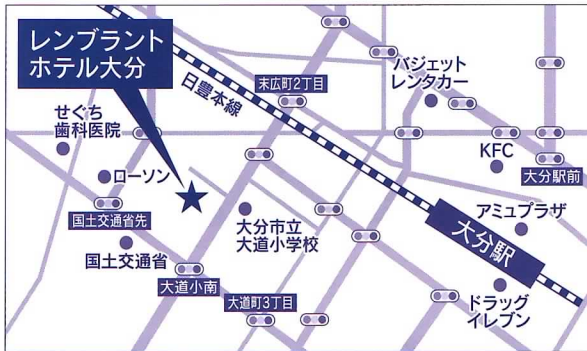 レンブラント
ホテル大分
日豊本線
末広町2丁目
バジェット
レンタカー
せぐち
歯科医院
ローソン
KFC
大分駅前
国土交通省先
国土交通省
大分市立
大道小学校
アミュプラザ
大分駅
大道小南
大道町3丁目
ドラッグ
イレブン